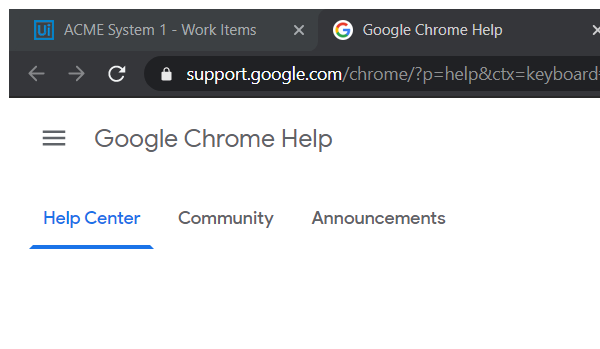 Ui ACME System 1 - Work Items Google Chrome Help
support.google.com/chrome/?p=help&ctx=keyboard
Google Chrome Help
Help Center Community Announcements